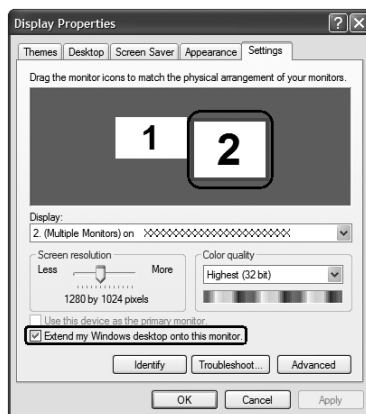 Display Properties
Themes Desktop Screen Saver Appearance Settings
Drag the monitor icons to match the physical arrangement of your monitors.
1 2
Display:
2. (Multiple Monitors) on XXXXXXXXXXXXXXXXXXXXXXXX
Screen resolution Color quality
Less More Highest (32 bit)
1280 by 1024 pixels
Use this device as the primary monitor.
Extend my Windows desktop onto this monitor.
Identify Troubleshoot... Advanced
OK Cancel Apply